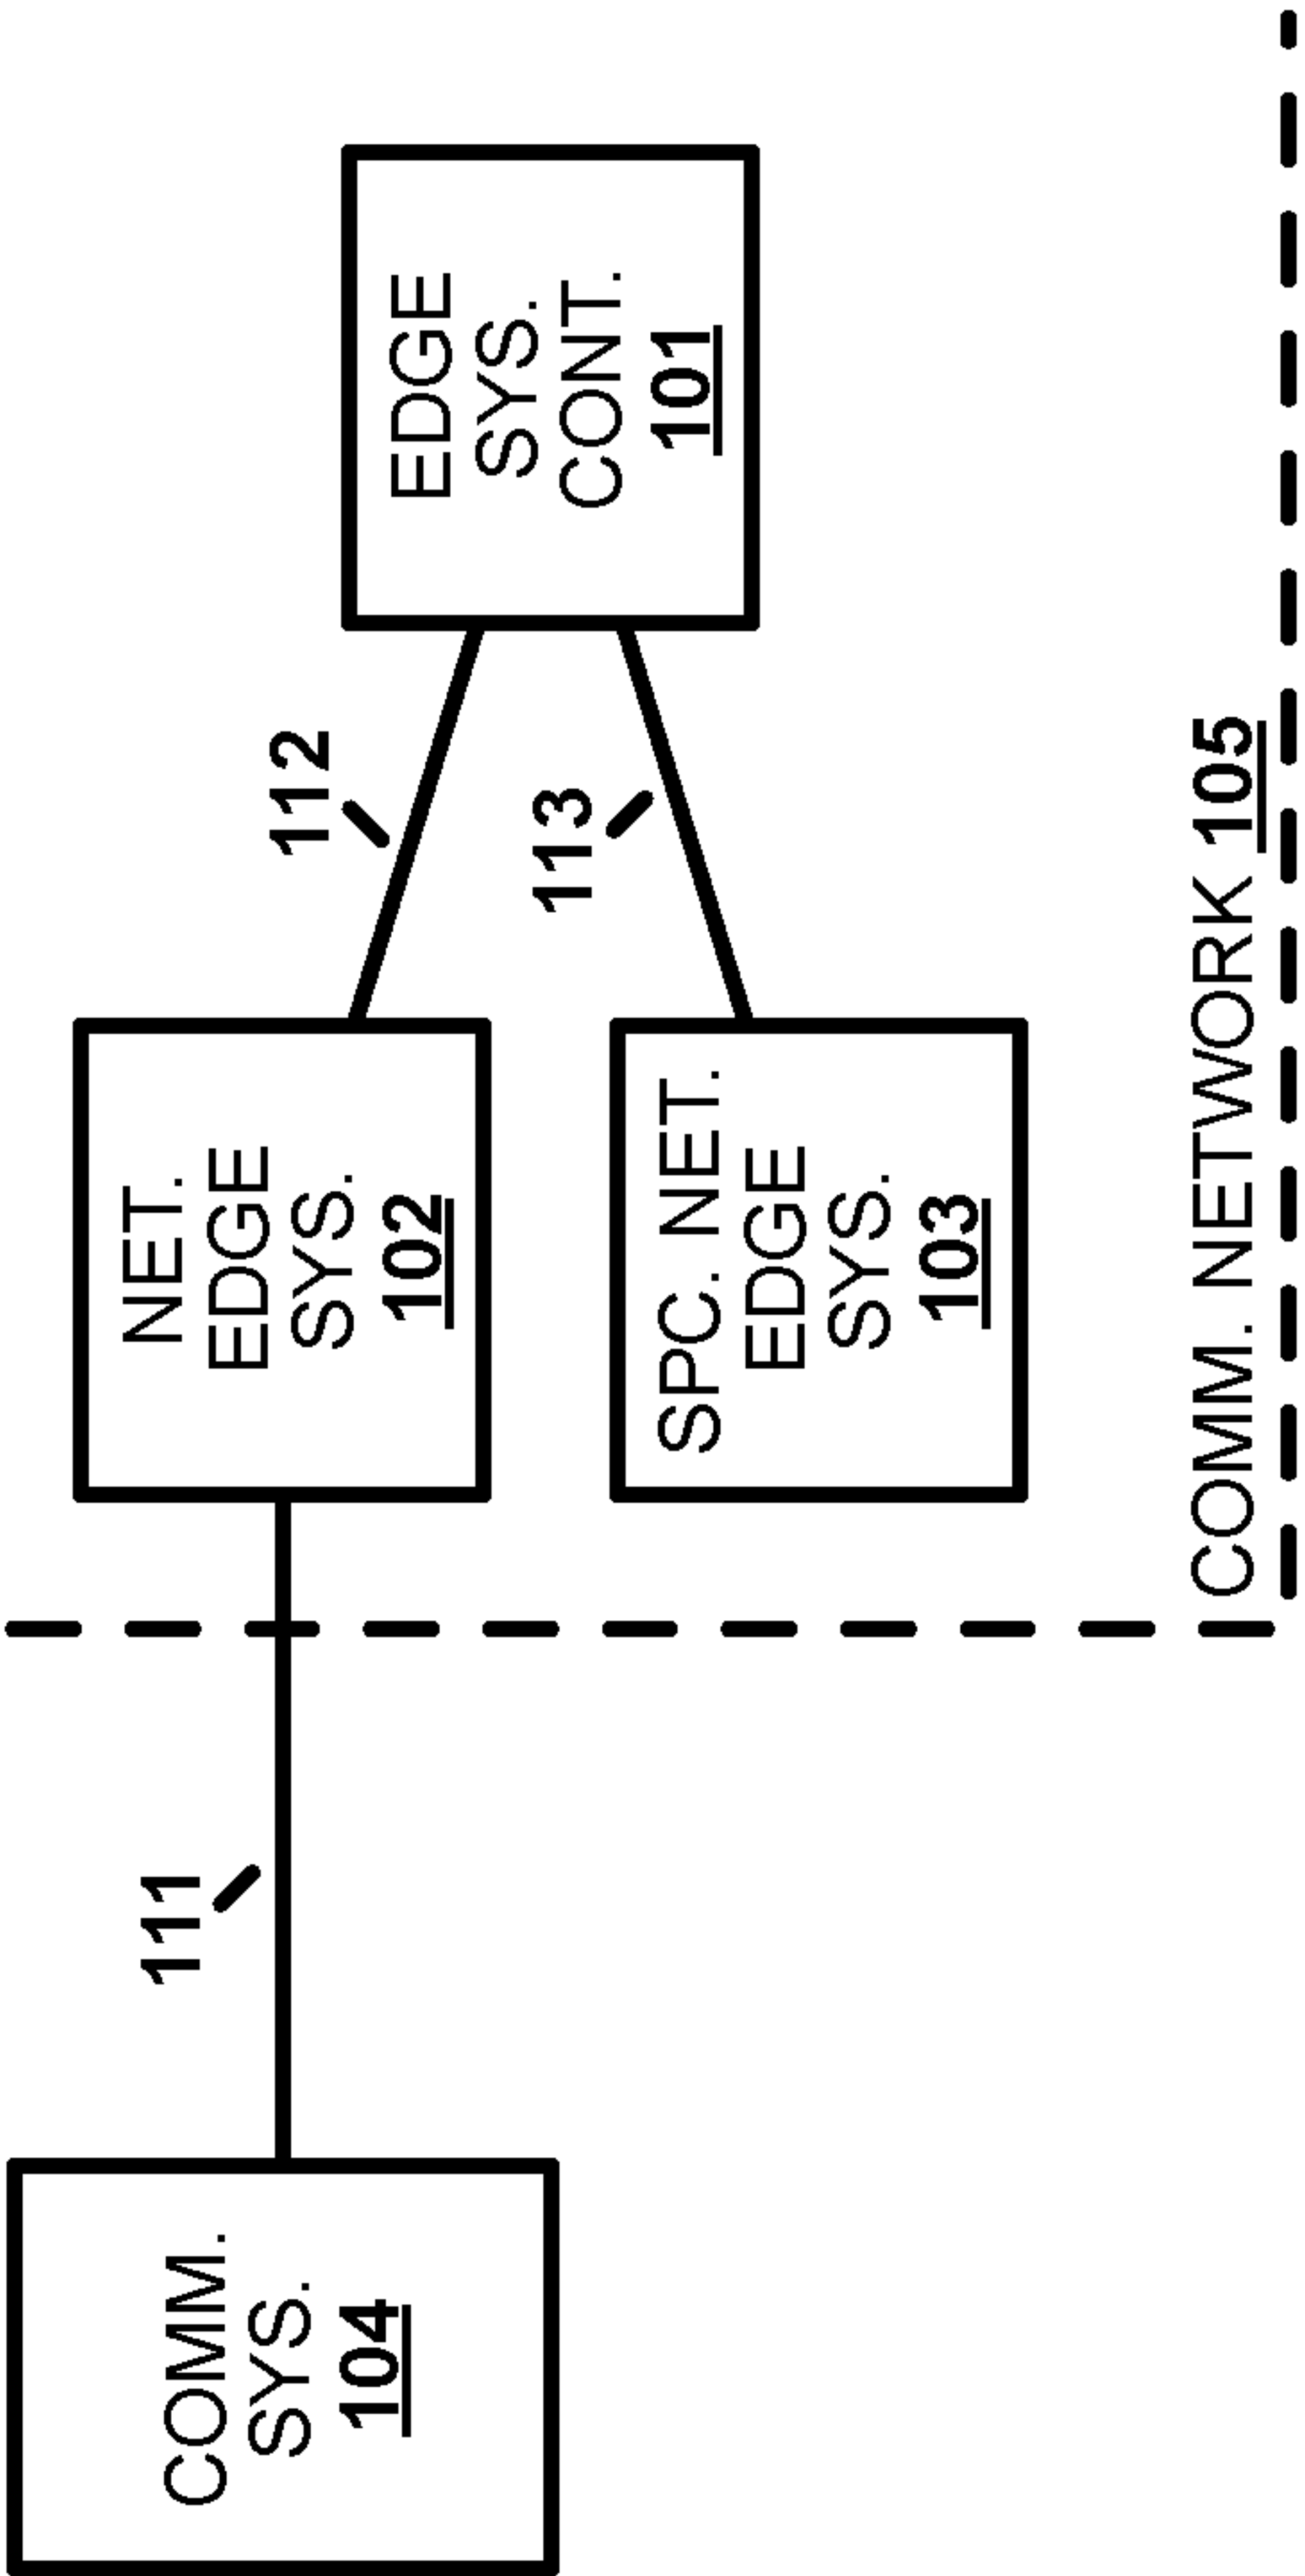 COMM.
SYS.
104
111
NET.
EDGE
SYS.
102
SPC. NET.
EDGE
SYS.
103
112
113
EDGE
SYS.
CONT.
101
COMM. NETWORK 105